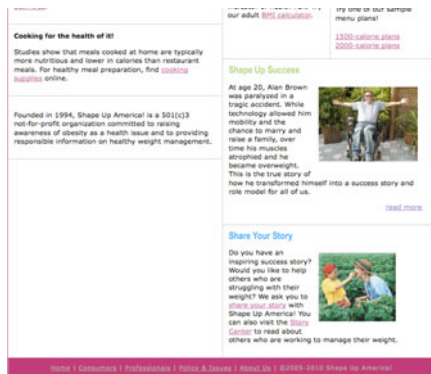 our adult BMI calculator.
try one of our sample
menu plans!
1500-calorie plans
2000-calorie plans
Cooking for the health of it!
Studies show that meals cooked at home are typically
more nutritious and lower in calories than restaurant
meals. For healthy meal preparation, find cooking
supplies online.
Founded in 1994, Shape Up America! is a 501(c)3
not-for-profit organization committed to raising
awareness of obesity as a health issue and to providing
responsible information on healthy weight management.
Shape Up Success
At age 20, Alan Brown
was paralyzed in a
tragic accident. While
technology allowed him
mobility and the
chance to marry and
raise a family, over
time his muscles
atrophied and he
became overweight.
This is the true story of
how he transformed himself into a success story and
role model for all of us.
read more
Share Your Story
Do you have an
inspiring success story?
Would you like to help
others who are
struggling with their
weight? We ask you to
share your story with
Shape Up America! You
can also visit the Story
Center to read about
others who are working to manage their weight.
Home | Consumers | Professionals | Policy & Issues | About Us | ©2005-2010 Shape Up America!